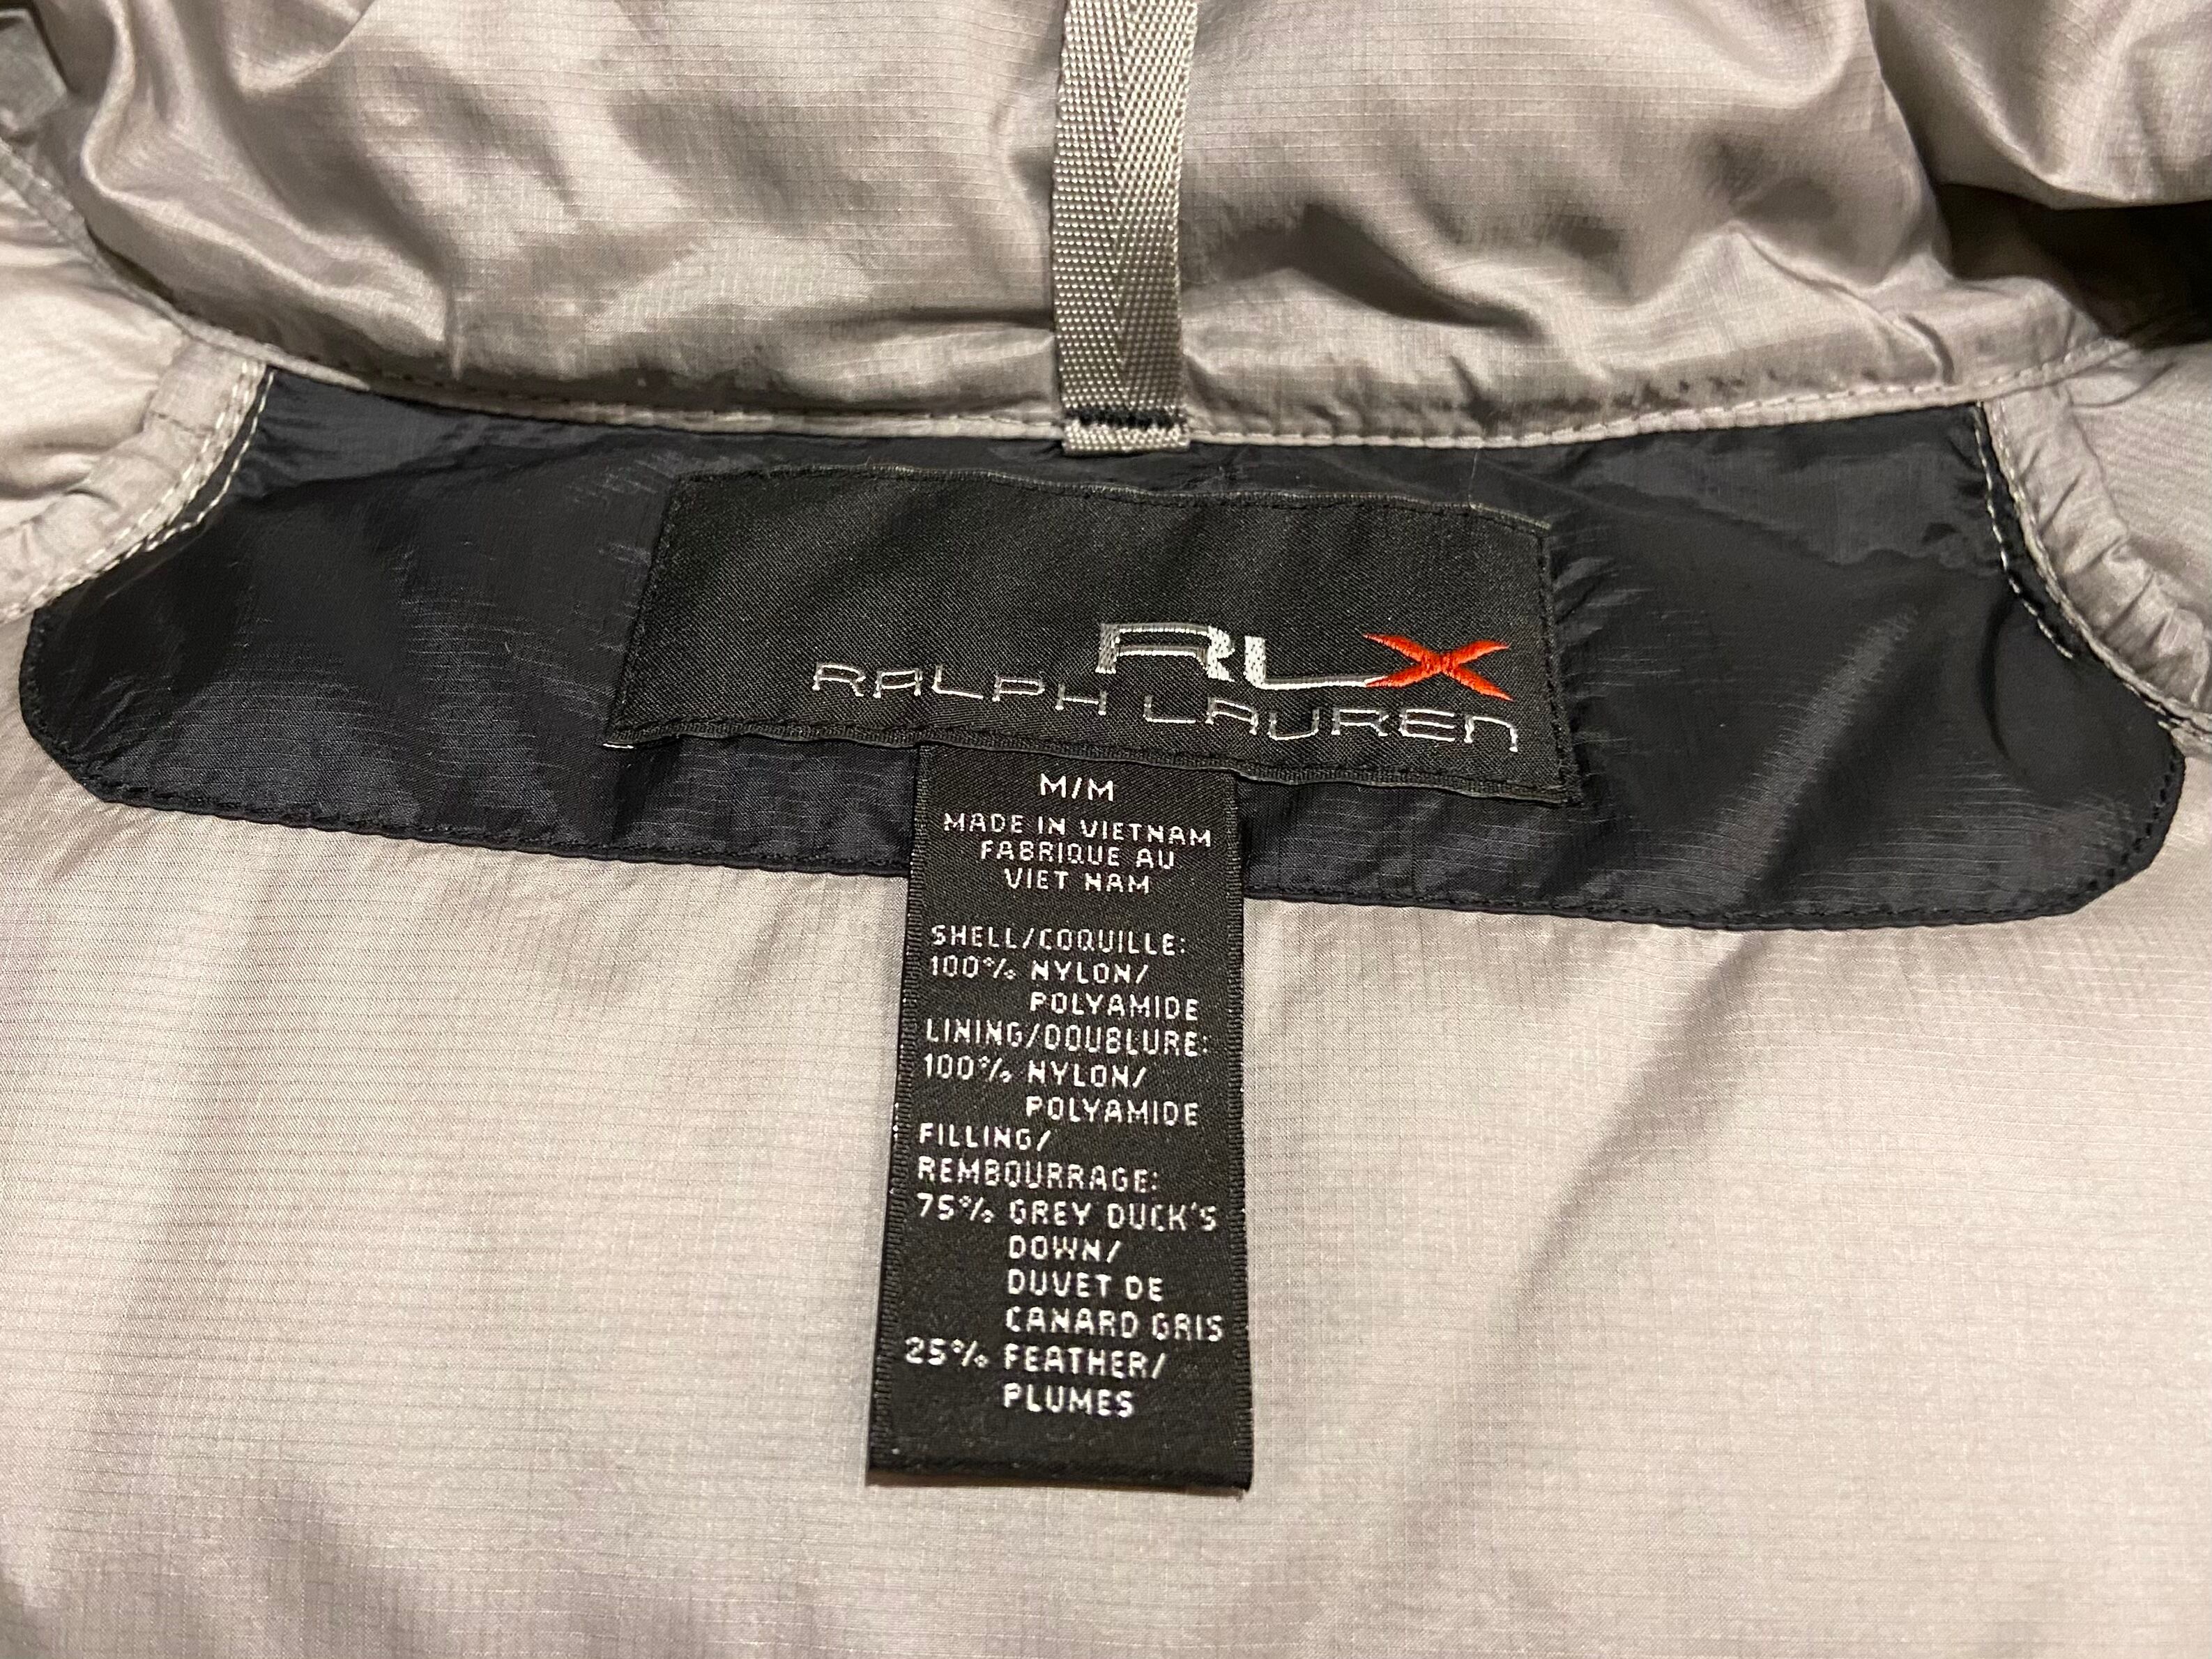 RLX
RALPH LAUREN
M/M
MADE IN VIETNAM
FABRIQUE AU
VIET NAM
SHELL/COQUILLE:
100% NYLON/
POLYAMIDE
LINING/DOUBLURE:
100% NYLON/
POLYAMIDE
FILLING/
REMBOURRAGE:
75% GREY DUCK'S
DOWN/
DUVET DE
CANARD GRIS
25% FEATHER/
PLUMES